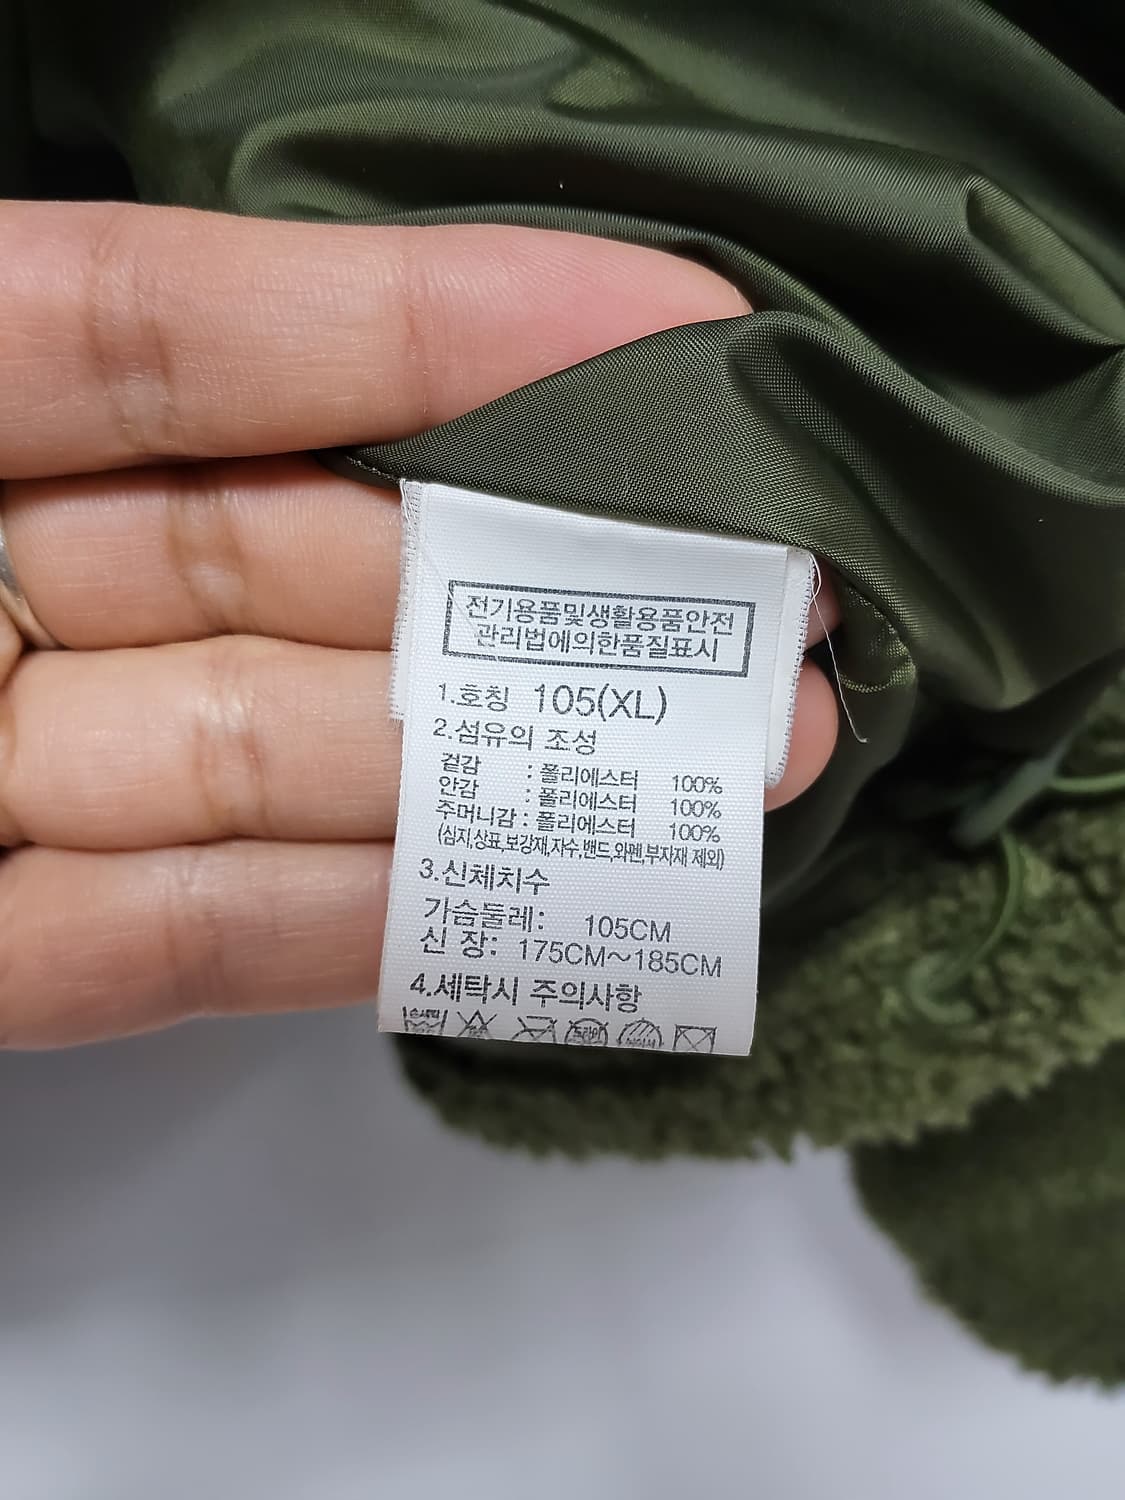 전기용품및생활용품안전
관리법에의한품질표시
1.호칭 105(XL)
2.섬유의 조성
겉감 : 폴리에스터 100%
안감 : 폴리에스터 100%
주머니감 : 폴리에스터 100%
(심지,상표,보강재,자수,밴드,와펜,부자재 제외)
3.신체치수
가슴둘레: 105CM
신 장: 175CM~185CM
4.세탁시 주의사항
드라이